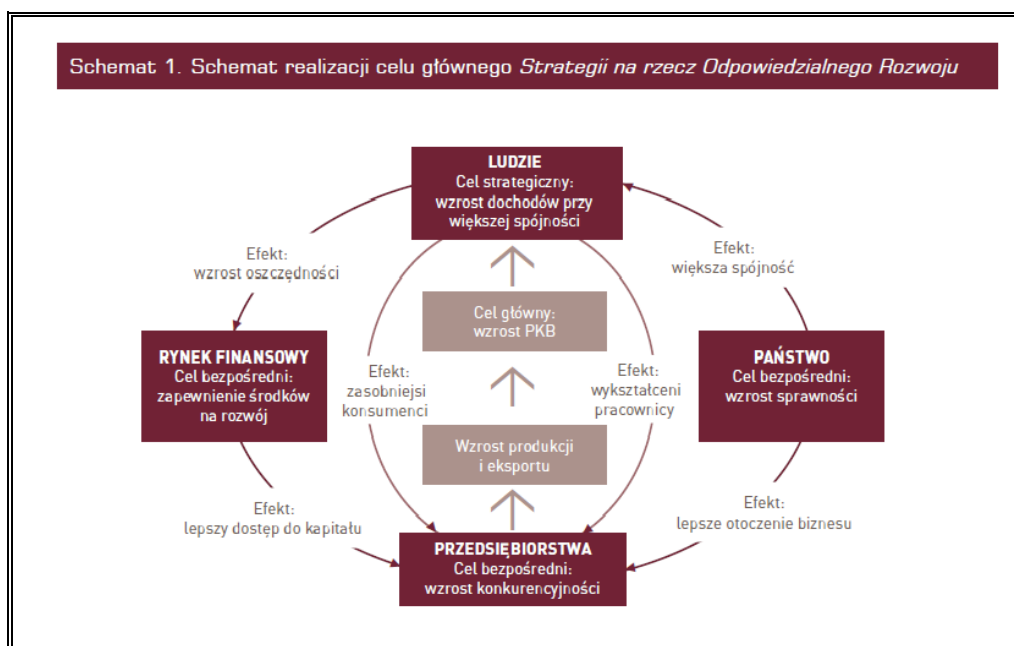 Schemat 1. Schemat realizacji celu głównego Strategii na rzecz Odpowiedzialnego Rozwoju
LUDZIE
Cel strategiczny:
wzrost dochodów przy
większej spójności
Efekt:
wzrost oszczędności
Efekt:
większa spójność
Cel główny:
wzrost PKB
RYNEK FINANSOWY
Cel bezpośredni:
zapewnienie środków
na rozwój
Efekt:
zasobniejsi
konsumenci
Efekt:
wykształceni
pracownicy
PAŃSTWO
Cel bezpośredni:
wzrost sprawności
Wzrost produkcji
i eksportu
Efekt:
lepszy dostęp do kapitału
Efekt:
lepsze otoczenie biznesu
PRZEDSIĘBIORSTWA
Cel bezpośredni:
wzrost konkurencyjności